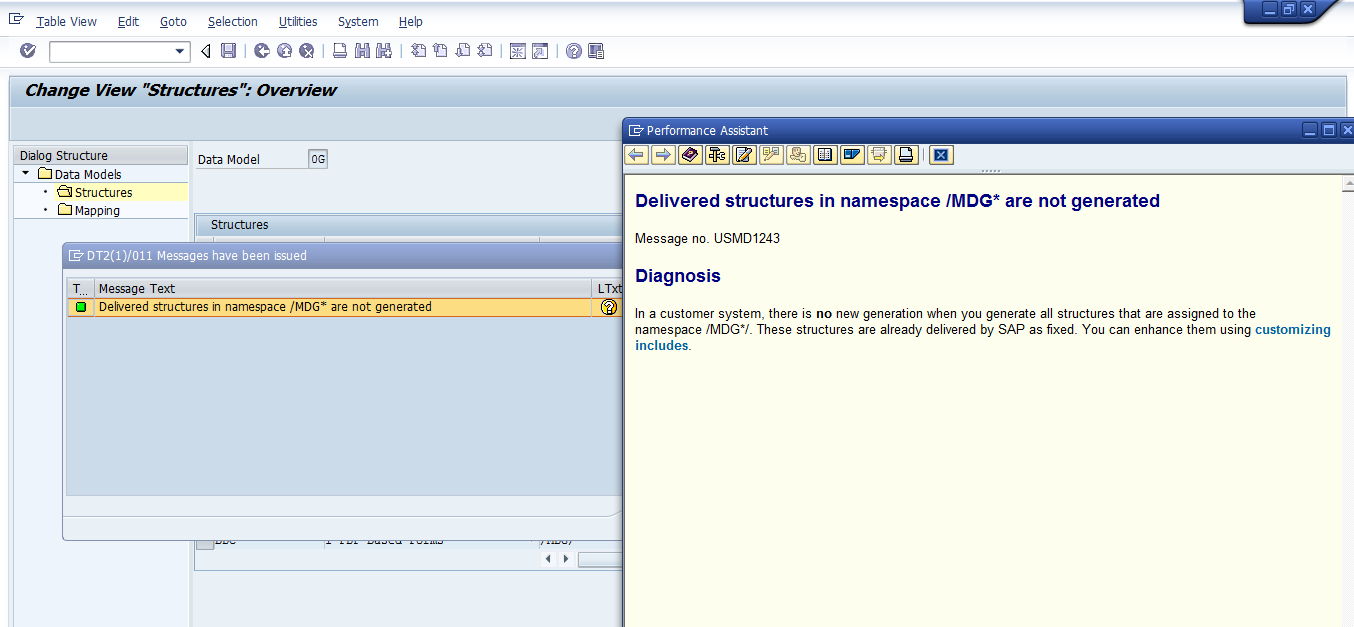 Table View Edit Goto Selection Utilities System Help
Change View "Structures": Overview
Performance Assistant
Dialog Structure
Data Model 0G
Data Models
Structures
Mapping
Structures
DT2(1)/011 Messages have been issued
T... Message Text LTxt
Delivered structures in namespace /MDG* are not generated
Delivered structures in namespace /MDG* are not generated
Message no. USMD1243
Diagnosis
In a customer system, there is no new generation when you generate all structures that are assigned to the
namespace /MDG*/. These structures are already delivered by SAP as fixed. You can enhance them using customizing
includes.